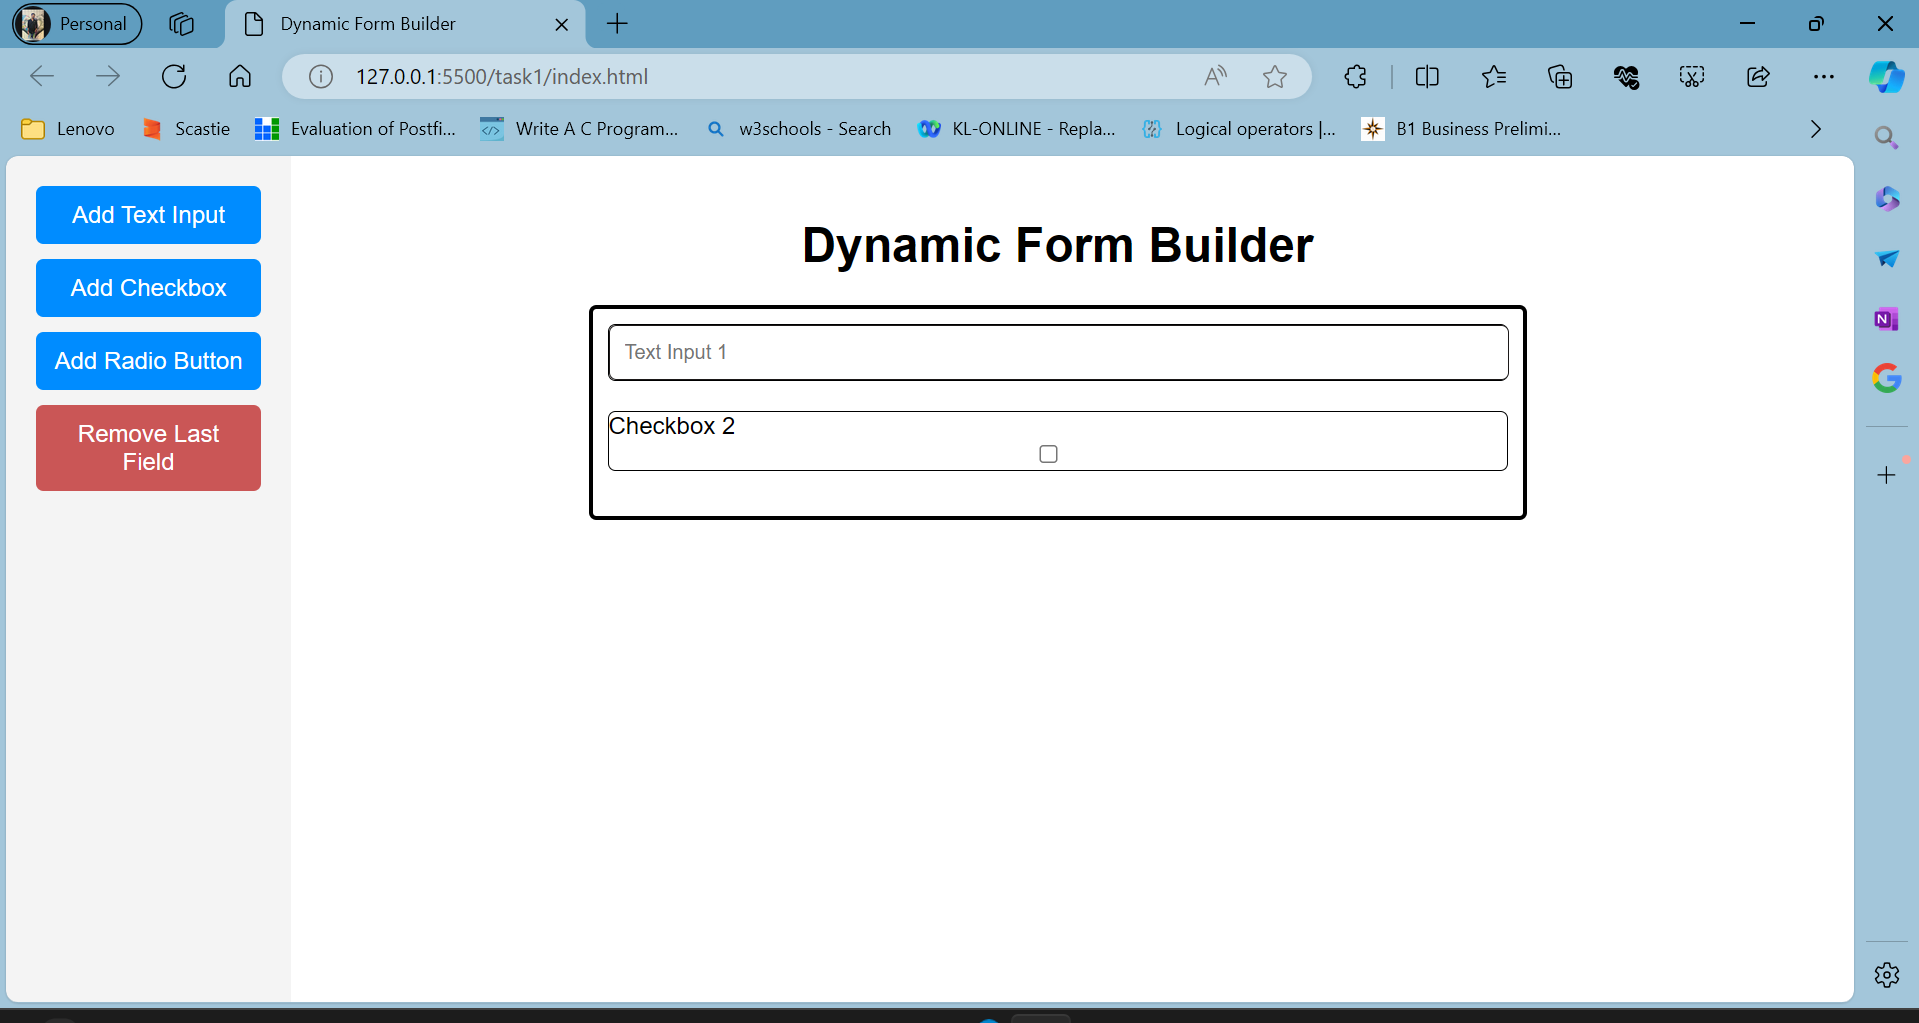 Personal
Dynamic Form Builder
127.0.0.1:5500/task1/index.html
Lenovo
Scastie
Evaluation of Postfi...
Write A C Program...
w3schools - Search
KL-ONLINE - Repla...
Logical operators |...
B1 Business Prelimi...
Add Text Input
Add Checkbox
Add Radio Button
Remove Last
Field
Dynamic Form Builder
Text Input 1
Checkbox 2